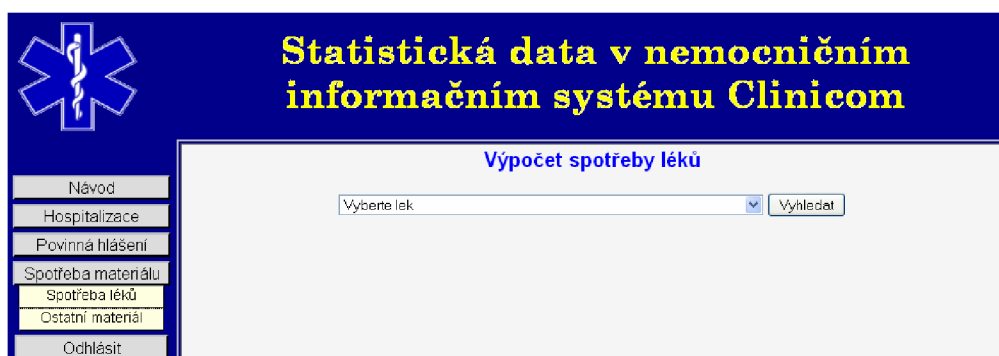 Statistická data v nemocničním
informačním systému Clinicom
Výpočet spotřeby léků
Vyberte lek
Vyhledat
Návod
Hospitalizace
Povinná hlášení
Spotřeba materiálu
Spotřeba léků
Ostatní materiál
Odhlásit